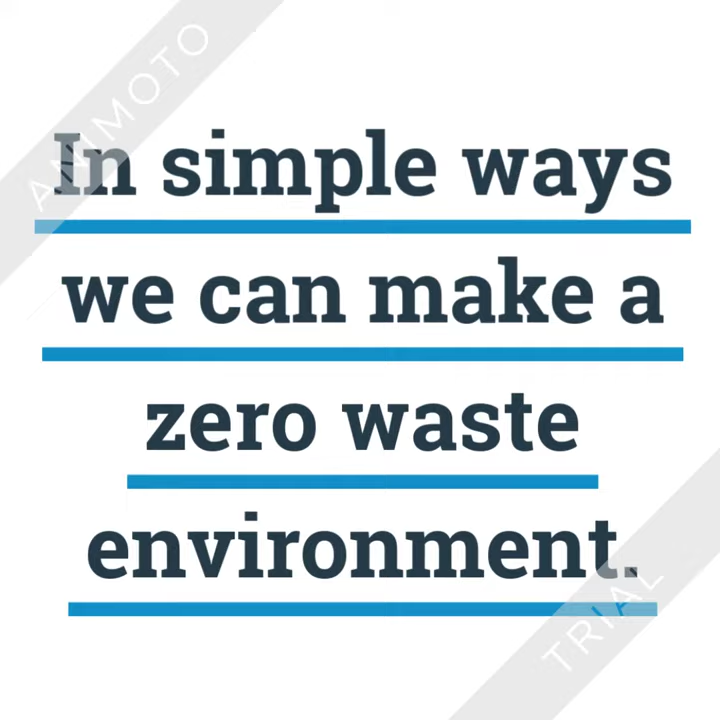 ANIMOTO
In simple ways
we can make a
zero waste
environment.
TRIAL